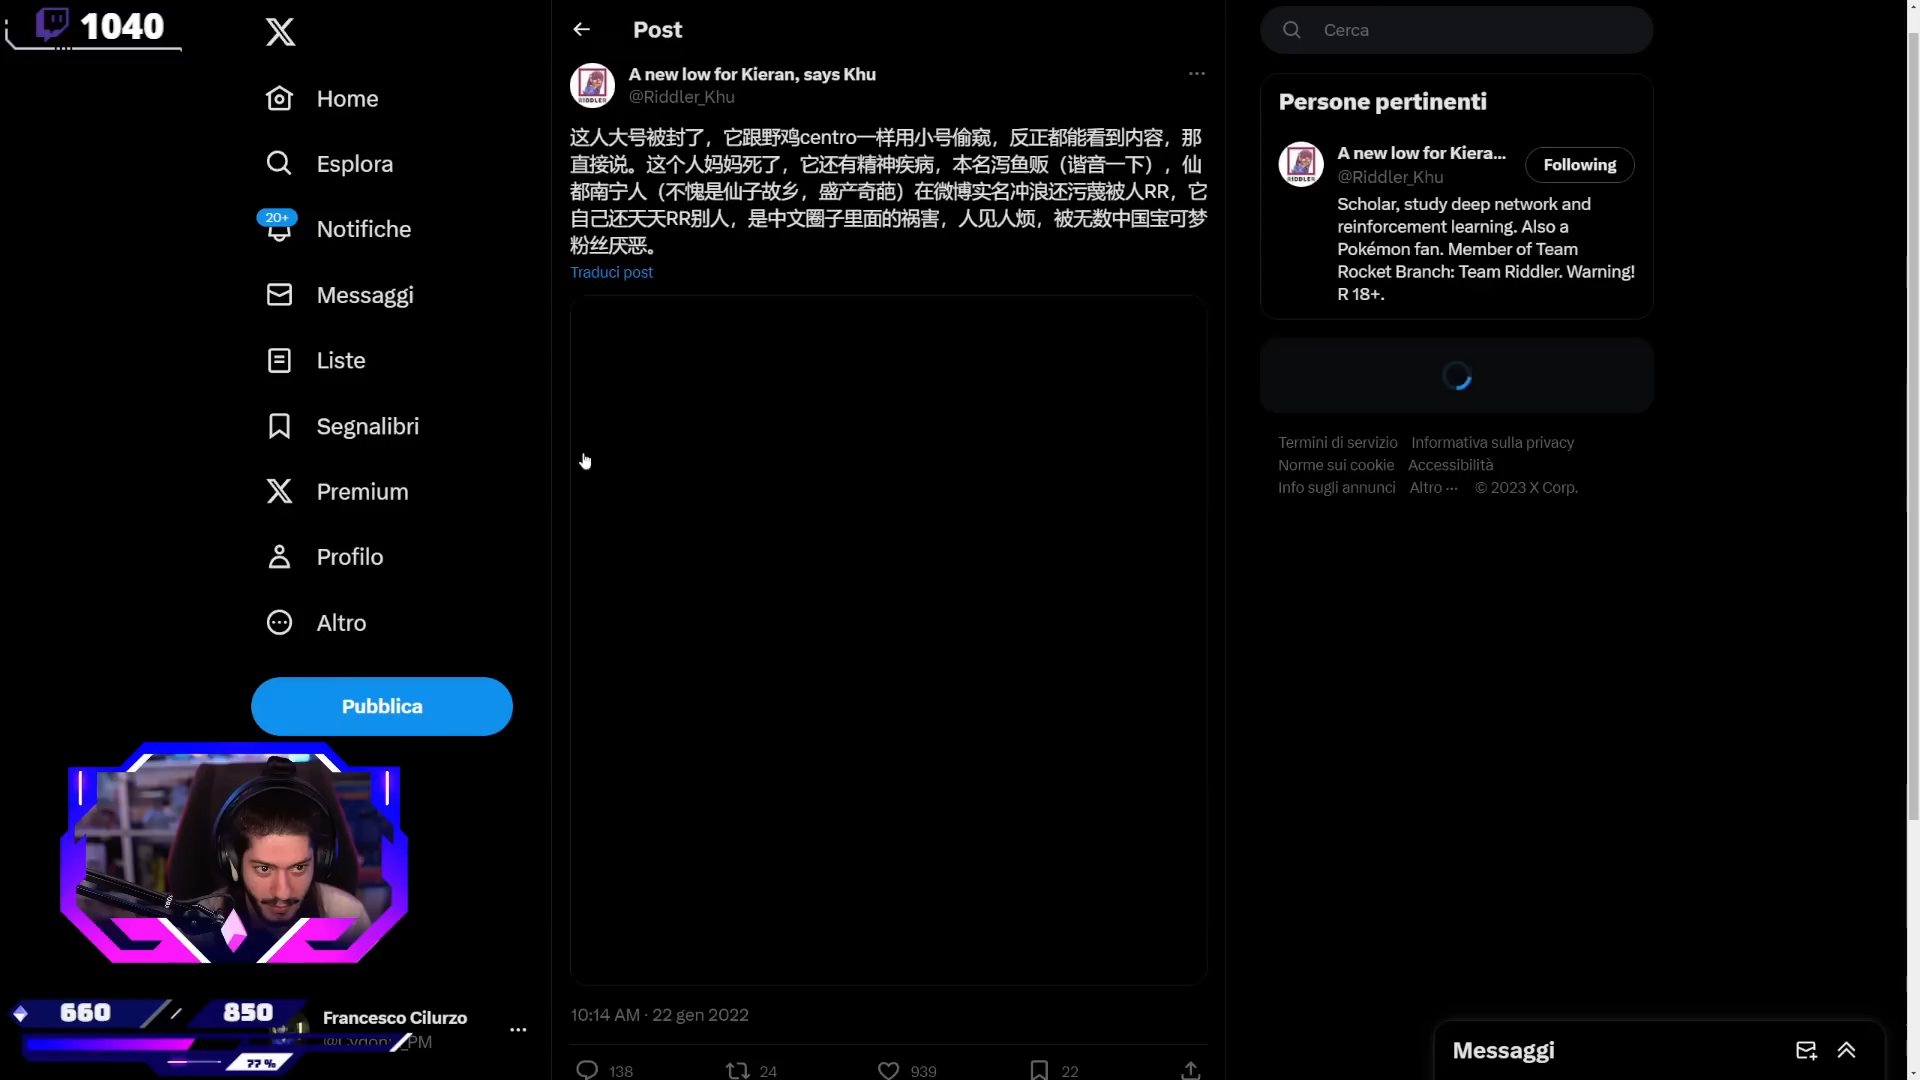 1040
Home
Esplora
20+
Notifiche
Messaggi
Liste
Segnalibri
Premium
Profilo
Altro
Pubblica
660
850
77 %
Francesco Cilurzo
Post
A new low for Kieran, says Khu
@Riddler_Khu
这人大号被封了，它跟野鸡centro一样用小号偷窥，反正都能看到内容，那
直接说。这个人妈妈死了，它还有精神疾病，本名泻鱼贩（谐音一下），仙
都南宁人（不愧是仙子故乡，盛产奇葩）在微博实名冲浪还污蔑被人RR，它
自己还天天RR别人，是中文圈子里面的祸害，人见人烦，被无数中国宝可梦
粉丝厌恶。
Traduci post
10:14 AM · 22 gen 2022
138
24
939
22
Cerca
Persone pertinenti
A new low for Kiera...
@Riddler_Khu
Following
Scholar, study deep network and
reinforcement learning. Also a
Pokémon fan. Member of Team
Rocket Branch: Team Riddler. Warning!
R 18+.
RIDDLER
Termini di servizio Informativa sulla privacy
Norme sui cookie Accessibilità
Info sugli annunci Altro ··· © 2023 X Corp.
Messaggi